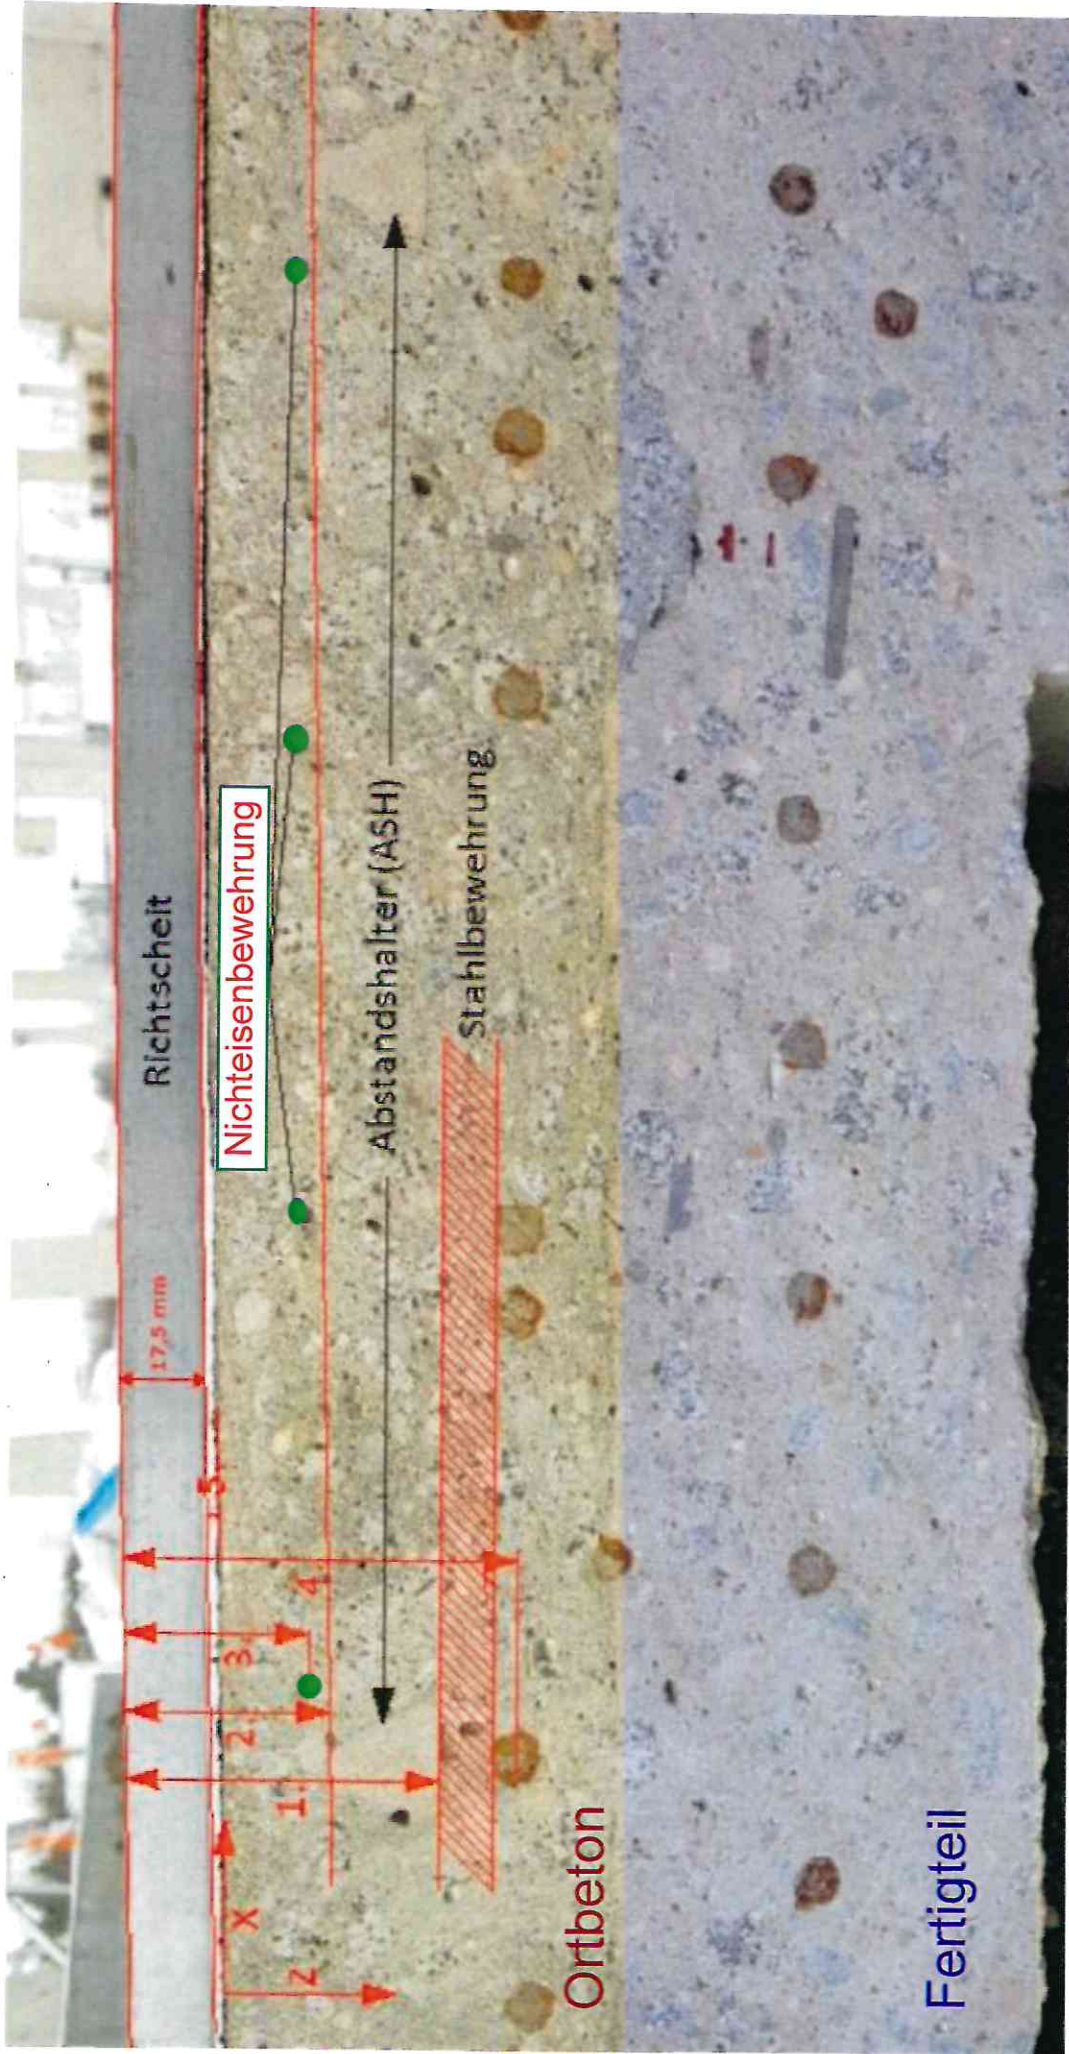 Richtscheit
17,5 mm
Nichteisenbewehrung
Abstandshalter (ASH)
Stahlbewehrung
1.
2.
3.
4
5
X
Z
Ortbeton
Fertigteil